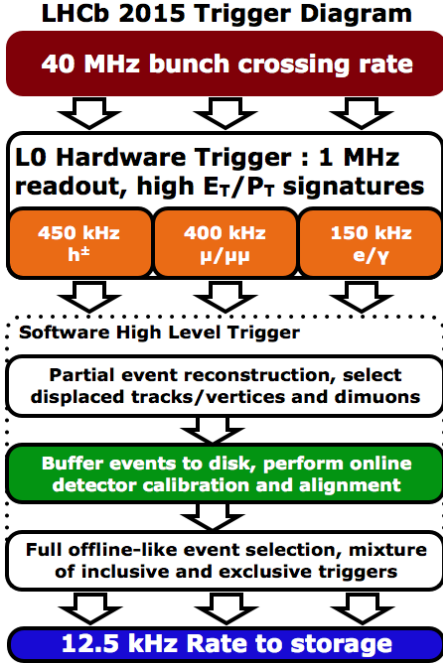 LHCb 2015 Trigger Diagram
40 MHz bunch crossing rate
L0 Hardware Trigger : 1 MHz
readout, high Eᴛ/Pᴛ signatures
450 kHz
h±
400 kHz
µ/µµ
150 kHz
e/γ
Software High Level Trigger
Partial event reconstruction, select
displaced tracks/vertices and dimuons
Buffer events to disk, perform online
detector calibration and alignment
Full offline-like event selection, mixture
of inclusive and exclusive triggers
12.5 kHz Rate to storage